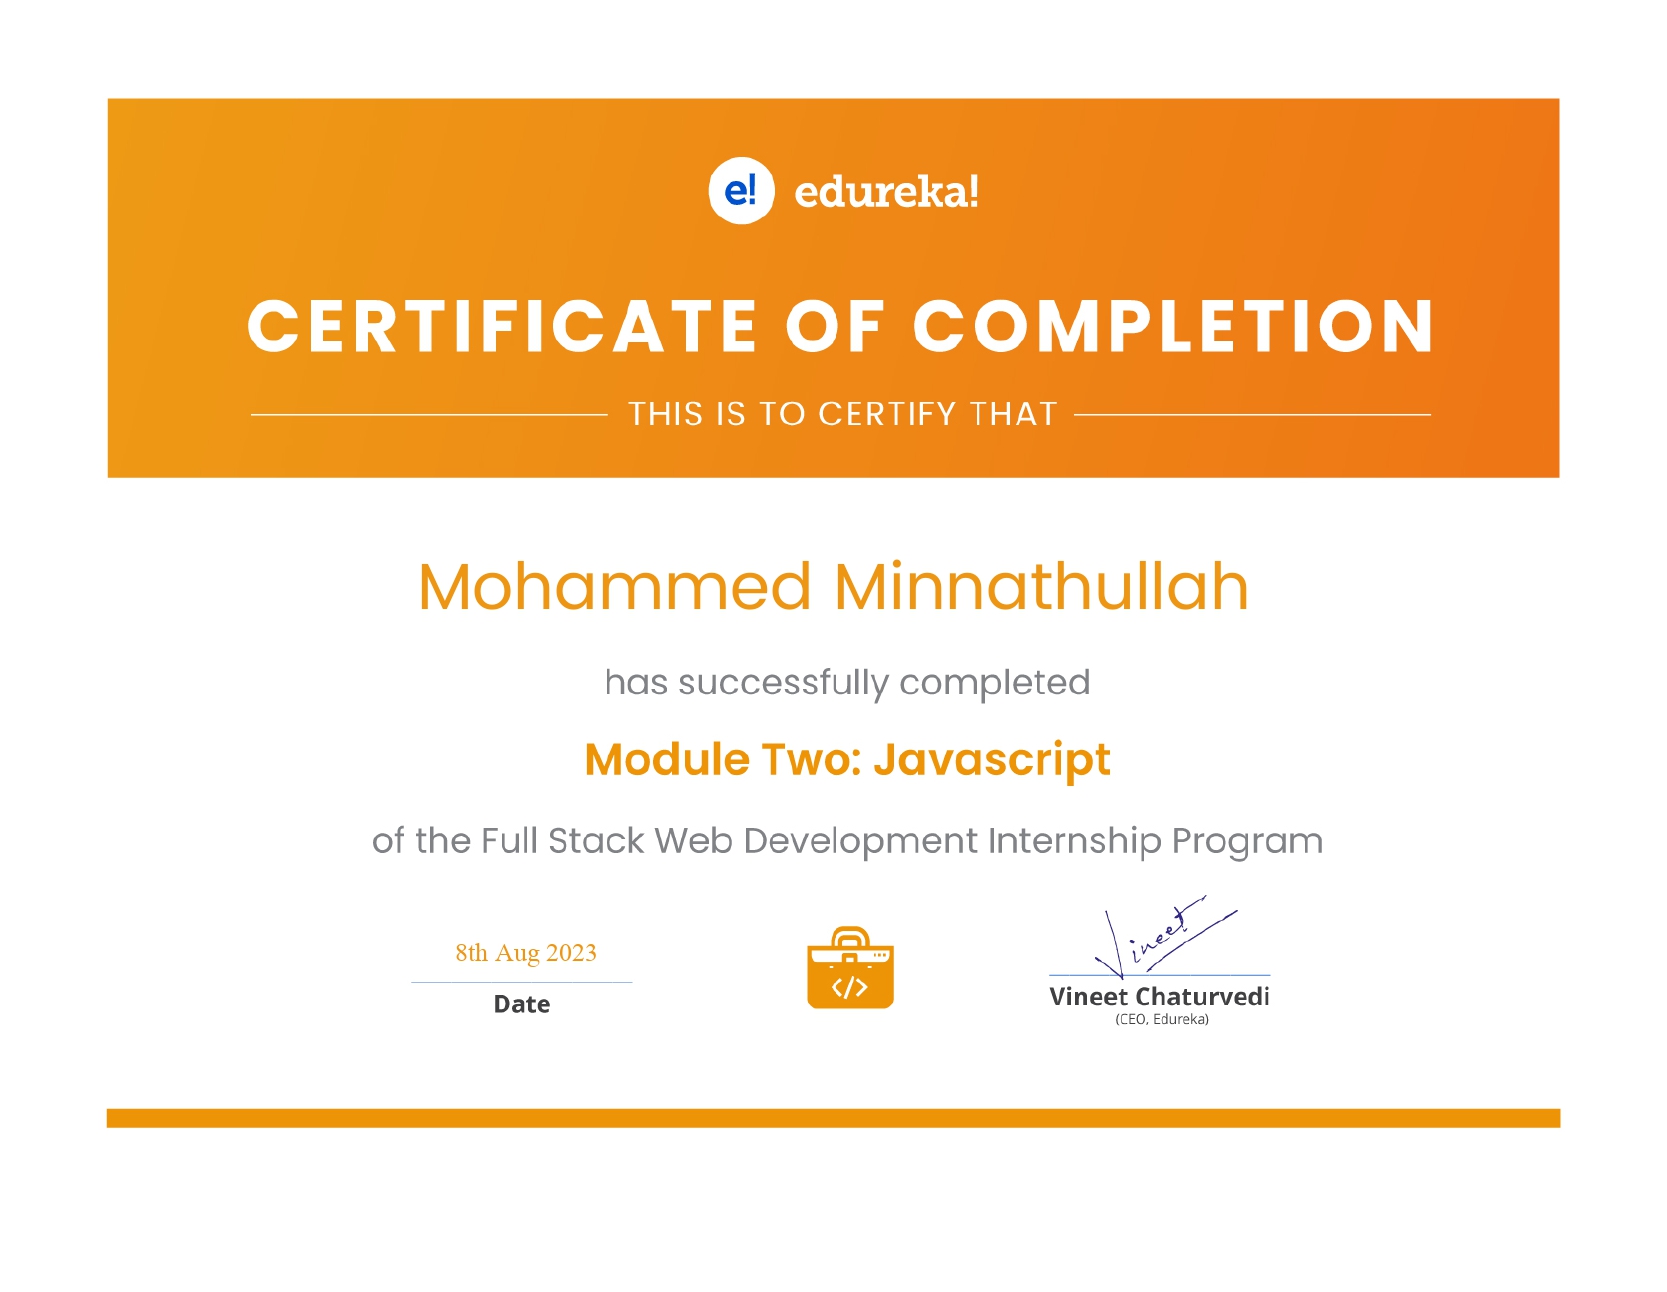 e! edureka!
CERTIFICATE OF COMPLETION
THIS IS TO CERTIFY THAT
Mohammed Minnathullah
has successfully completed
Module Two: Javascript
of the Full Stack Web Development Internship Program
Vineet
8th Aug 2023
</>
Date
Vineet Chaturvedi
(CEO, Edureka)